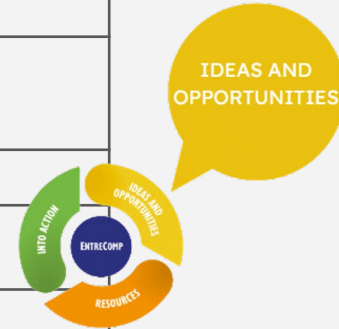 IDEAS AND
OPPORTUNITIES
IDEAS AND
OPPORTUNITIES
INTO ACTION
ENTRECOMP
RESOURCES